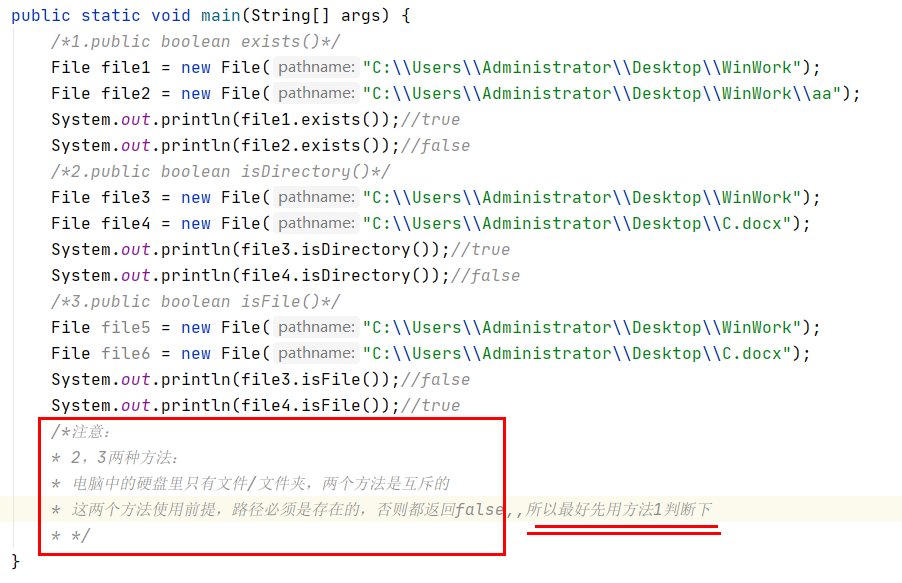 public static void main(String[] args) {
/*1.public boolean exists()*/
File file1 = new File( pathname: "C:\\Users\\Administrator\\Desktop\\WinWork");
File file2 = new File( pathname: "C:\\Users\\Administrator\\Desktop\\WinWork\\aa");
System.out.println(file1.exists());//true
System.out.println(file2.exists());//false
/*2.public boolean isDirectory()*/
File file3 = new File( pathname: "C:\\Users\\Administrator\\Desktop\\WinWork");
File file4 = new File( pathname: "C:\\Users\\Administrator\\Desktop\\C.docx");
System.out.println(file3.isDirectory());//true
System.out.println(file4.isDirectory());//false
/*3.public boolean isFile()*/
File file5 = new File( pathname: "C:\\Users\\Administrator\\Desktop\\WinWork");
File file6 = new File( pathname: "C:\\Users\\Administrator\\Desktop\\C.docx");
System.out.println(file3.isFile());//false
System.out.println(file4.isFile());//true
/*注意：
* 2，3两种方法：
* 电脑中的硬盘里只有文件/文件夹，两个方法是互斥的
* 这两个方法使用前提，路径必须是存在的，否则都返回false,,所以最好先用方法1判断下
* */
}